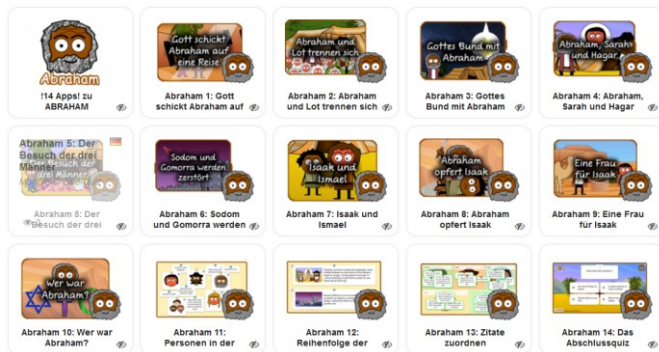 Abraham
!14 Apps! zu
ABRAHAM
Gott schickt
Abraham auf
eine Reise
Abraham 1: Gott
schickt Abraham auf
Abraham und
Lot trennen sich
Abraham 2: Abraham
und Lot trennen sich
Gottes Bund mit
Abraham
Abraham 3: Gottes
Bund mit Abraham
Abraham, Sarah
und Hagar
Abraham 4: Abraham,
Sarah und Hagar
Abraham 5: Der
Besuch der drei
Männer
Der Besuch der
drei Männer
Abraham 5: Der
Besuch der drei
Sodom und
Gomorra werden
zerstört
Abraham 6: Sodom
und Gomorra werden
Isaak und
Ismael
Abraham 7: Isaak und
Ismael
Abraham
opfert Isaak
Abraham 8: Abraham
opfert Isaak
Eine Frau
für Isaak
Abraham 9: Eine Frau
für Isaak
Wer war
Abraham?
Abraham 10: Wer war
Abraham?
Abraham 11:
Personen in der
Abraham 12:
Reihenfolge der
Abraham 13: Zitate
zuordnen
Abraham 14: Das
Abschlussquiz